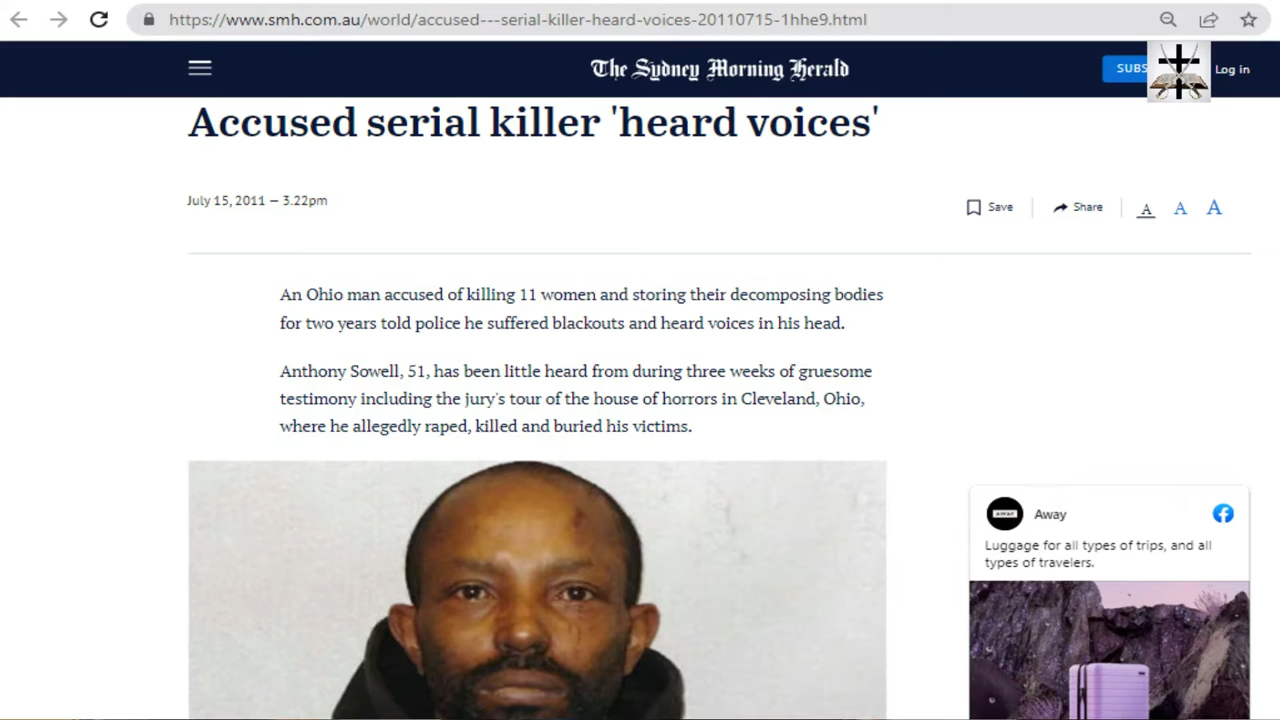 https://www.smh.com.au/world/accused---serial-killer-heard-voices-20110715-1hhe9.html
The Sydney Morning Herald
SUBS
Log in
Accused serial killer 'heard voices'
July 15, 2011 — 3.22pm
Save
Share
A A A
An Ohio man accused of killing 11 women and storing their decomposing bodies
for two years told police he suffered blackouts and heard voices in his head.
Anthony Sowell, 51, has been little heard from during three weeks of gruesome
testimony including the jury's tour of the house of horrors in Cleveland, Ohio,
where he allegedly raped, killed and buried his victims.
AWAY
Away
Luggage for all types of trips, and all
types of travelers.